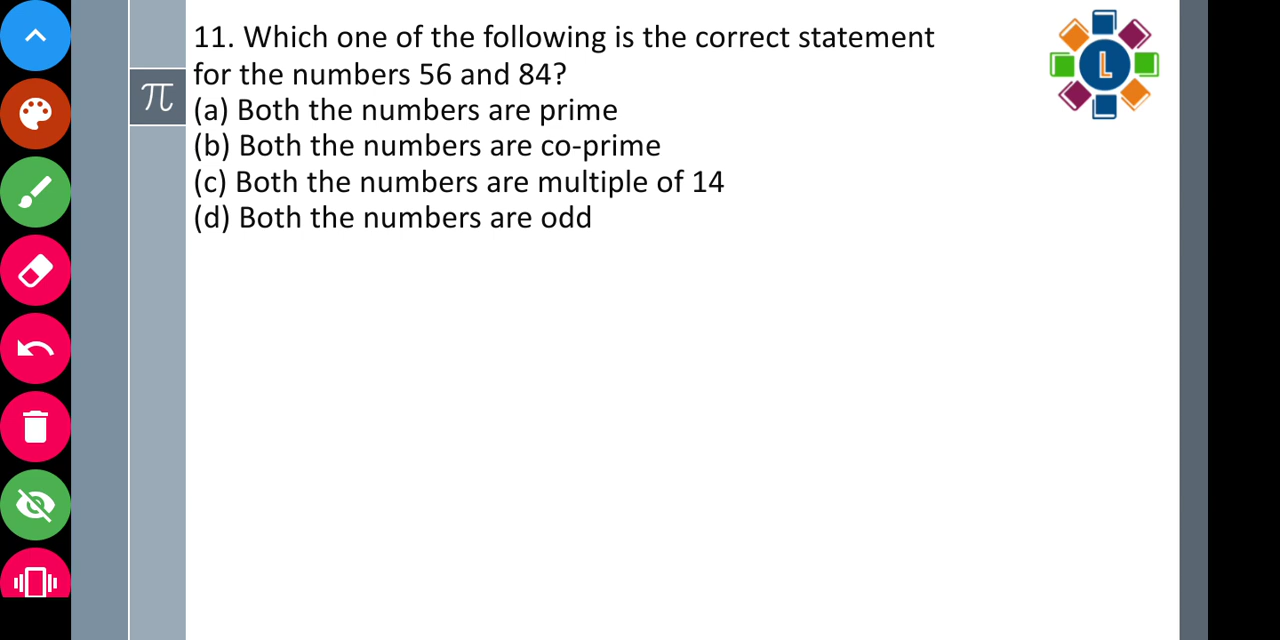 11. Which one of the following is the correct statement
for the numbers 56 and 84?
(a) Both the numbers are prime
(b) Both the numbers are co-prime
(c) Both the numbers are multiple of 14
(d) Both the numbers are odd
π
L